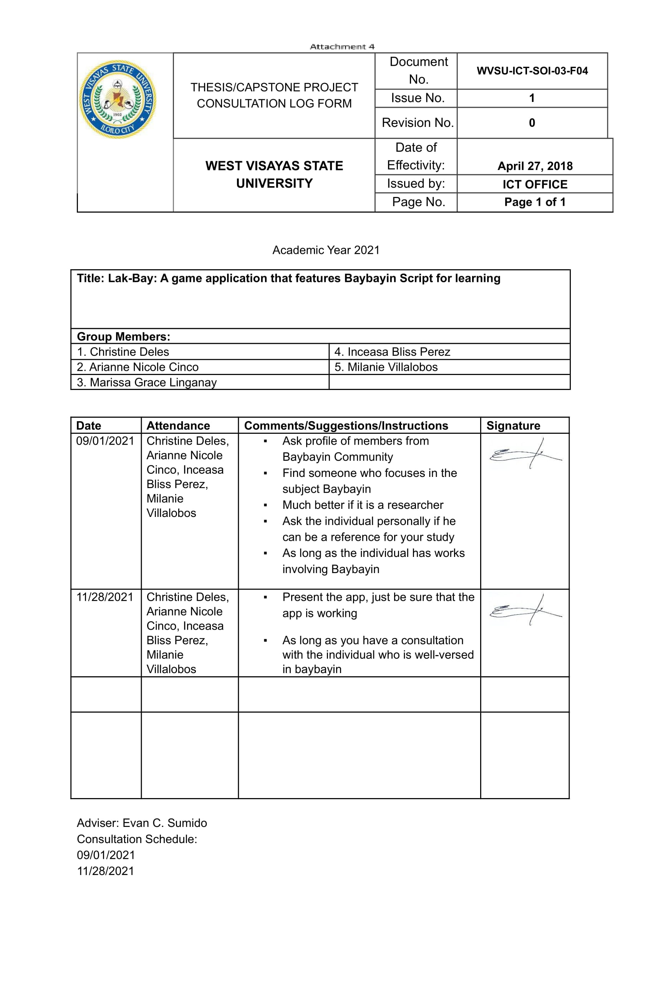 Attachment 4
WEST VISAYAS STATE UNIVERSITY
1902
ILOILO CITY
THESIS/CAPSTONE PROJECT
CONSULTATION LOG FORM
Document
No.
WVSU-ICT-SOI-03-F04
Issue No.
1
Revision No.
0
WEST VISAYAS STATE
UNIVERSITY
Date of
Effectivity:
April 27, 2018
Issued by:
ICT OFFICE
Page No.
Page 1 of 1
Academic Year 2021
Title: Lak-Bay: A game application that features Baybayin Script for learning
Group Members:
1. Christine Deles
4. Inceasa Bliss Perez
2. Arianne Nicole Cinco
5. Milanie Villalobos
3. Marissa Grace Linganay
Date
Attendance
Comments/Suggestions/Instructions
Signature
09/01/2021
Christine Deles,
Arianne Nicole
Cinco, Inceasa
Bliss Perez,
Milanie
Villalobos
▪ Ask profile of members from
Baybayin Community
▪ Find someone who focuses in the
subject Baybayin
▪ Much better if it is a researcher
▪ Ask the individual personally if he
can be a reference for your study
▪ As long as the individual has works
involving Baybayin
11/28/2021
Christine Deles,
Arianne Nicole
Cinco, Inceasa
Bliss Perez,
Milanie
Villalobos
▪ Present the app, just be sure that the
app is working
▪ As long as you have a consultation
with the individual who is well-versed
in baybayin
Adviser: Evan C. Sumido
Consultation Schedule:
09/01/2021
11/28/2021